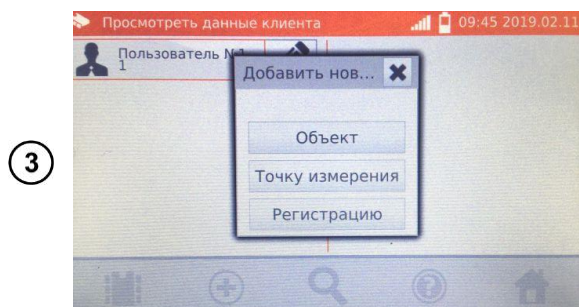 Просмотреть данные клиента 09:45 2019.02.11
Пользователь №1
1
Добавить нов...
Объект
Точку измерения
Регистрацию
3